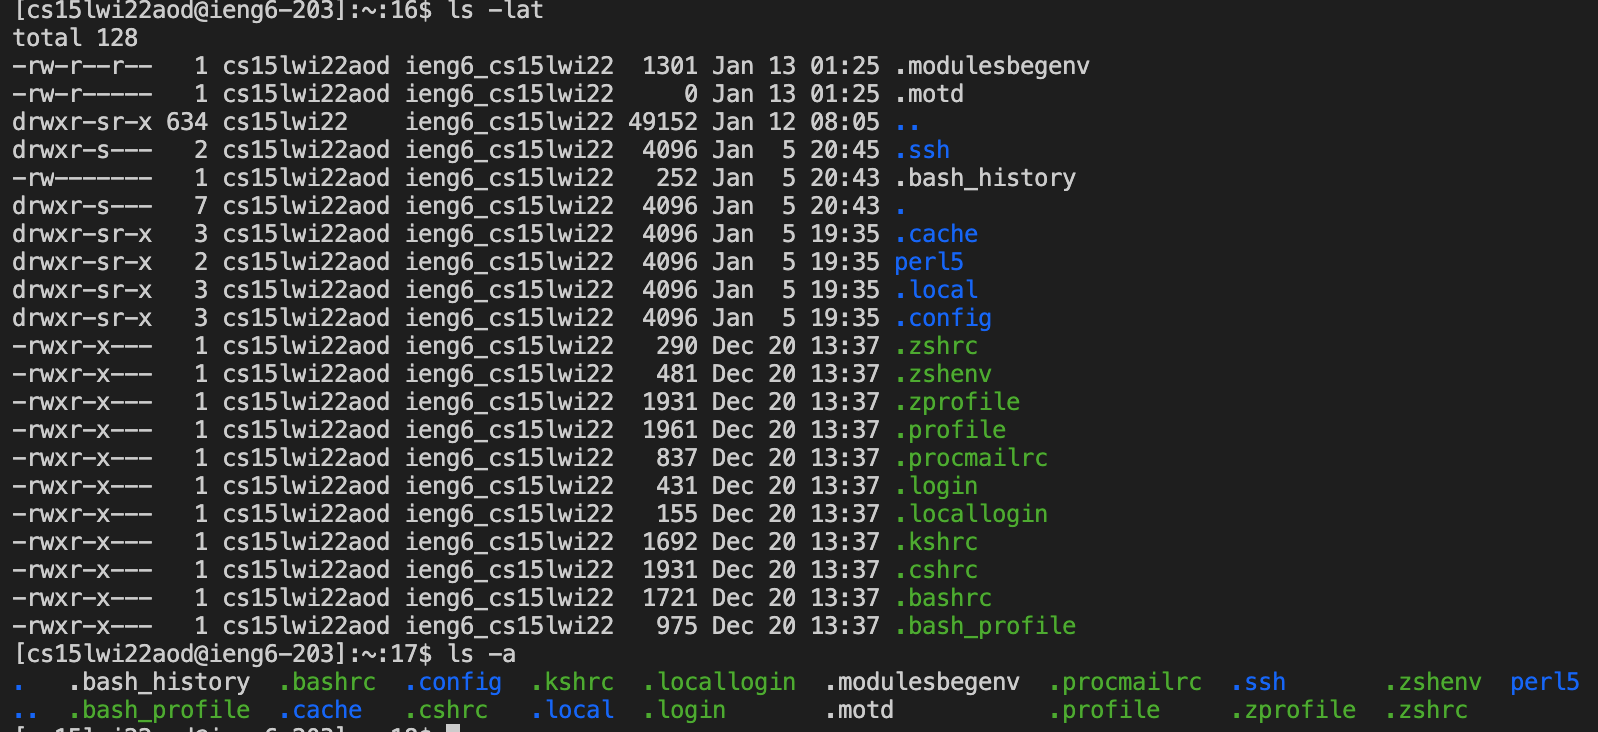 [cs15lwi22aod@ieng6-203]:~:16$ ls -lat
total 128
-rw-r--r--   1 cs15lwi22aod ieng6_cs15lwi22  1301 Jan 13 01:25 .modulesbegenv
-rw-r-----   1 cs15lwi22aod ieng6_cs15lwi22     0 Jan 13 01:25 .motd
drwxr-sr-x 634 cs15lwi22    ieng6_cs15lwi22 49152 Jan 12 08:05 ..
drwxr-s---   2 cs15lwi22aod ieng6_cs15lwi22  4096 Jan  5 20:45 .ssh
-rw-------   1 cs15lwi22aod ieng6_cs15lwi22   252 Jan  5 20:43 .bash_history
drwxr-s---   7 cs15lwi22aod ieng6_cs15lwi22  4096 Jan  5 20:43 .
drwxr-sr-x   3 cs15lwi22aod ieng6_cs15lwi22  4096 Jan  5 19:35 .cache
drwxr-sr-x   2 cs15lwi22aod ieng6_cs15lwi22  4096 Jan  5 19:35 perl5
drwxr-sr-x   3 cs15lwi22aod ieng6_cs15lwi22  4096 Jan  5 19:35 .local
drwxr-sr-x   3 cs15lwi22aod ieng6_cs15lwi22  4096 Jan  5 19:35 .config
-rwxr-x---   1 cs15lwi22aod ieng6_cs15lwi22   290 Dec 20 13:37 .zshrc
-rwxr-x---   1 cs15lwi22aod ieng6_cs15lwi22   481 Dec 20 13:37 .zshenv
-rwxr-x---   1 cs15lwi22aod ieng6_cs15lwi22  1931 Dec 20 13:37 .zprofile
-rwxr-x---   1 cs15lwi22aod ieng6_cs15lwi22  1961 Dec 20 13:37 .profile
-rwxr-x---   1 cs15lwi22aod ieng6_cs15lwi22   837 Dec 20 13:37 .procmailrc
-rwxr-x---   1 cs15lwi22aod ieng6_cs15lwi22   431 Dec 20 13:37 .login
-rwxr-x---   1 cs15lwi22aod ieng6_cs15lwi22   155 Dec 20 13:37 .locallogin
-rwxr-x---   1 cs15lwi22aod ieng6_cs15lwi22  1692 Dec 20 13:37 .kshrc
-rwxr-x---   1 cs15lwi22aod ieng6_cs15lwi22  1931 Dec 20 13:37 .cshrc
-rwxr-x---   1 cs15lwi22aod ieng6_cs15lwi22  1721 Dec 20 13:37 .bashrc
-rwxr-x---   1 cs15lwi22aod ieng6_cs15lwi22   975 Dec 20 13:37 .bash_profile
[cs15lwi22aod@ieng6-203]:~:17$ ls -a
.   .bash_history  .bashrc  .config  .kshrc  .locallogin  .modulesbegenv  .procmailrc  .ssh       .zshenv  perl5
..  .bash_profile  .cache   .cshrc   .local  .login       .motd           .profile     .zprofile  .zshrc
[cs15lwi22aod@ieng6-203]:~:18$